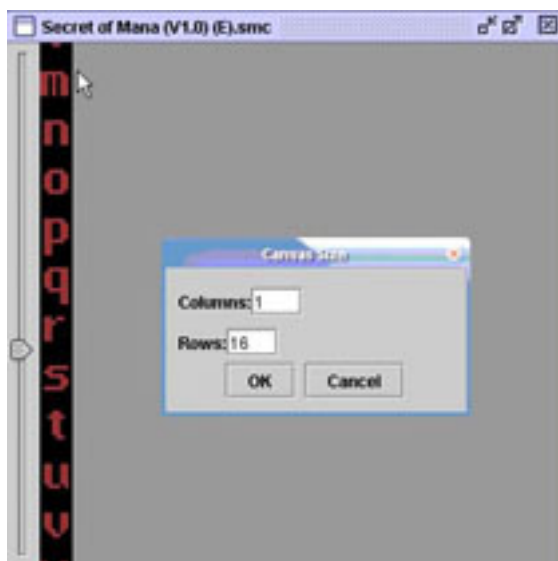 Secret of Mana (V1.0) (E).smc
m
n
o
p
q
r
s
t
u
v
Canvas Size
Columns: 1
Rows: 16
OK Cancel